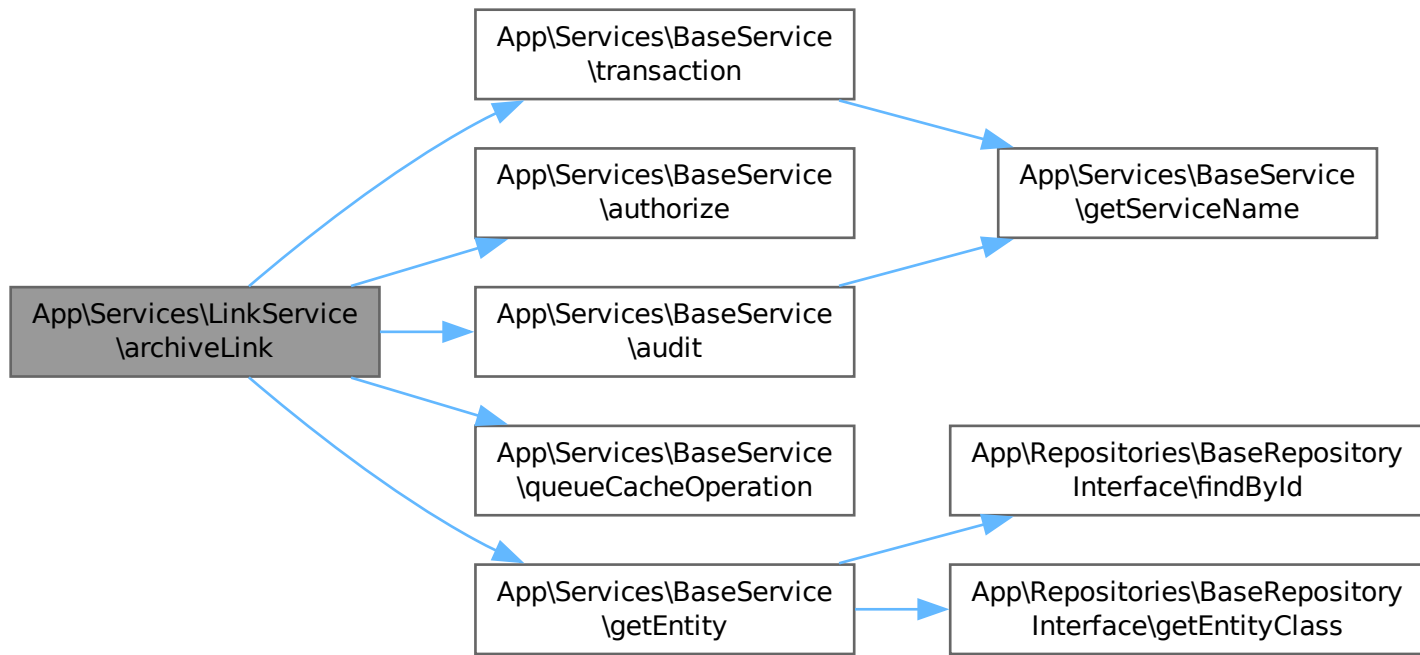 App\Services\LinkService
\archiveLink
App\Services\BaseService
\transaction
App\Services\BaseService
\authorize
App\Services\BaseService
\audit
App\Services\BaseService
\queueCacheOperation
App\Services\BaseService
\getEntity
App\Services\BaseService
\getServiceName
App\Repositories\BaseRepository
Interface\findById
App\Repositories\BaseRepository
Interface\getEntityClass